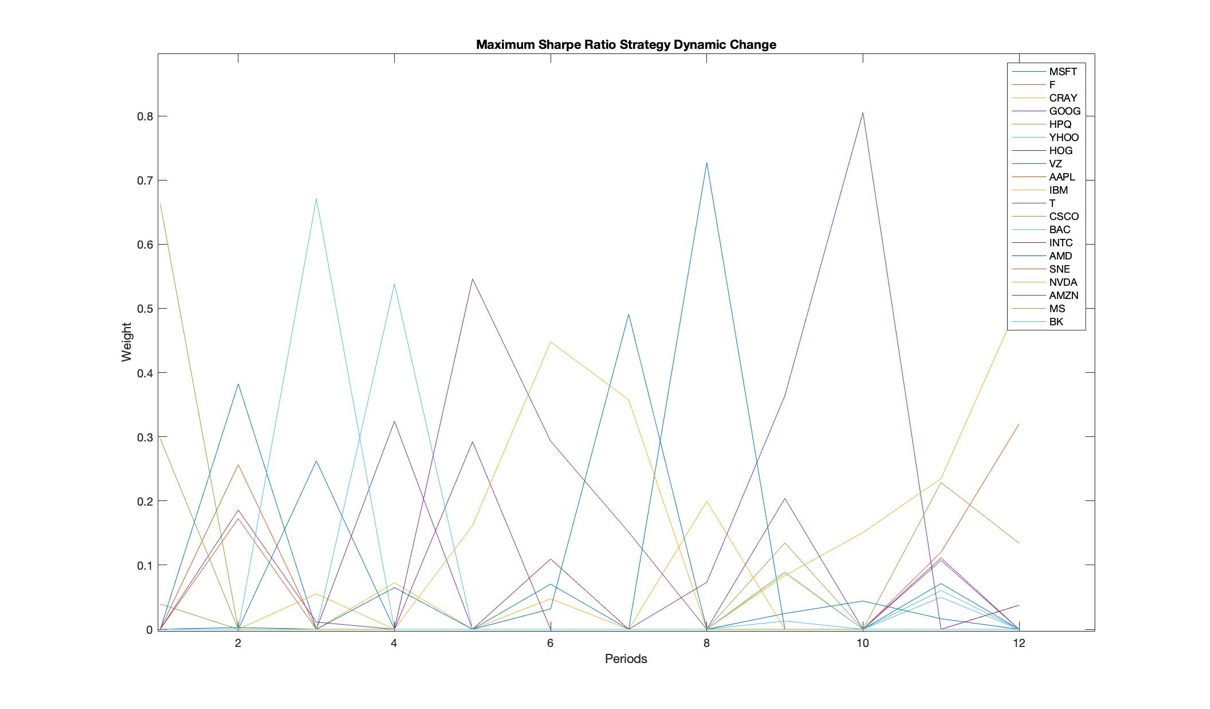 Maximum Sharpe Ratio Strategy Dynamic Change
MSFT
F
CRAY
GOOG
HPQ
YHOO
HOG
VZ
AAPL
IBM
T
CSCO
BAC
INTC
AMD
SNE
NVDA
AMZN
MS
BK
0.8
0.7
0.6
0.5
0.4
0.3
0.2
0.1
0
Weight
2 4 6 8 10 12
Periods